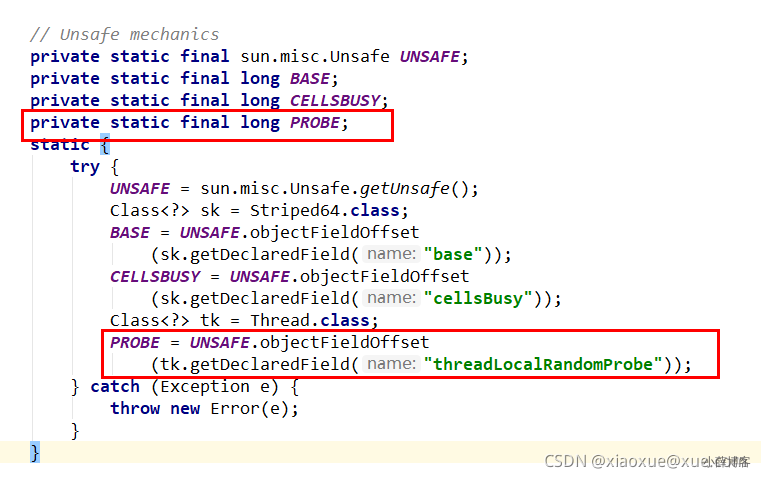 // Unsafe mechanics
private static final sun.misc.Unsafe UNSAFE;
private static final long BASE;
private static final long CELLSBUSY;
private static final long PROBE;
static {
try {
UNSAFE = sun.misc.Unsafe.getUnsafe();
Class<?> sk = Striped64.class;
BASE = UNSAFE.objectFieldOffset
(sk.getDeclaredField( name: "base"));
CELLSBUSY = UNSAFE.objectFieldOffset
(sk.getDeclaredField( name: "cellsBusy"));
Class<?> tk = Thread.class;
PROBE = UNSAFE.objectFieldOffset
(tk.getDeclaredField( name: "threadLocalRandomProbe"));
} catch (Exception e) {
throw new Error(e);
}
}
CSDN @xiaoxue@xue